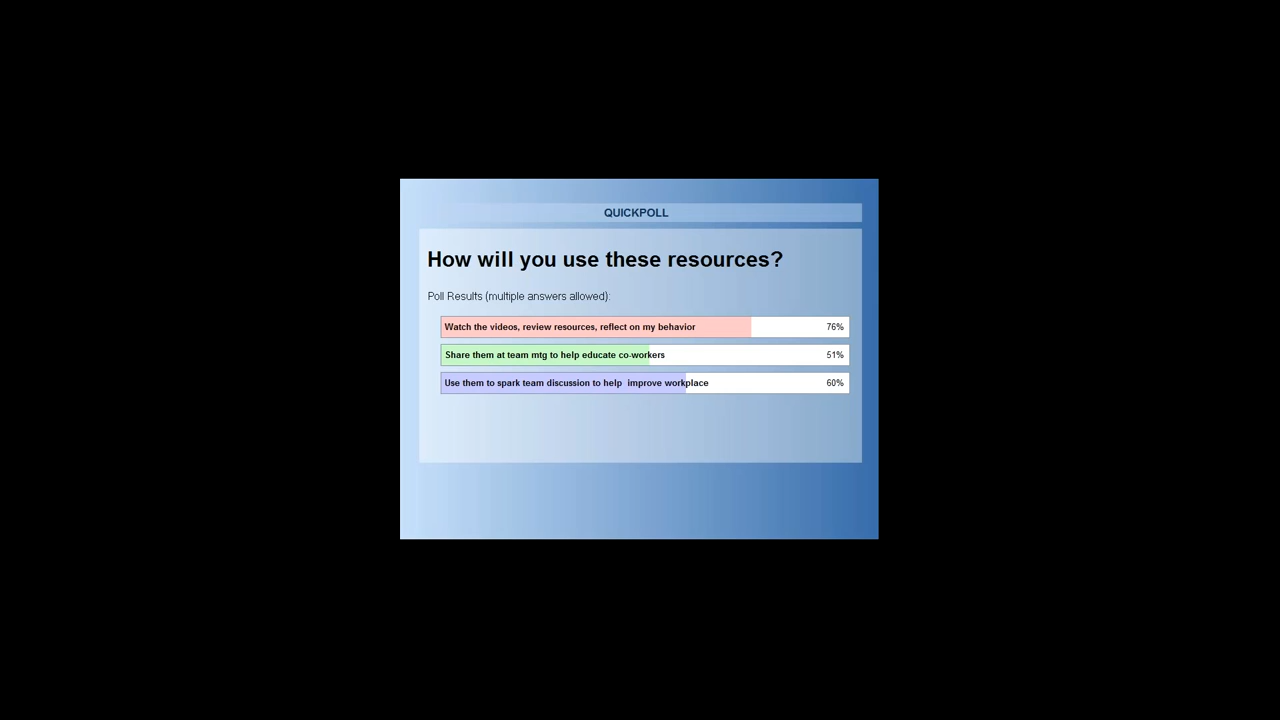 QUICKPOLL
How will you use these resources?
Poll Results (multiple answers allowed):
Watch the videos, review resources, reflect on my behavior 76%
Share them at team mtg to help educate co-workers 51%
Use them to spark team discussion to help  improve workplace 60%